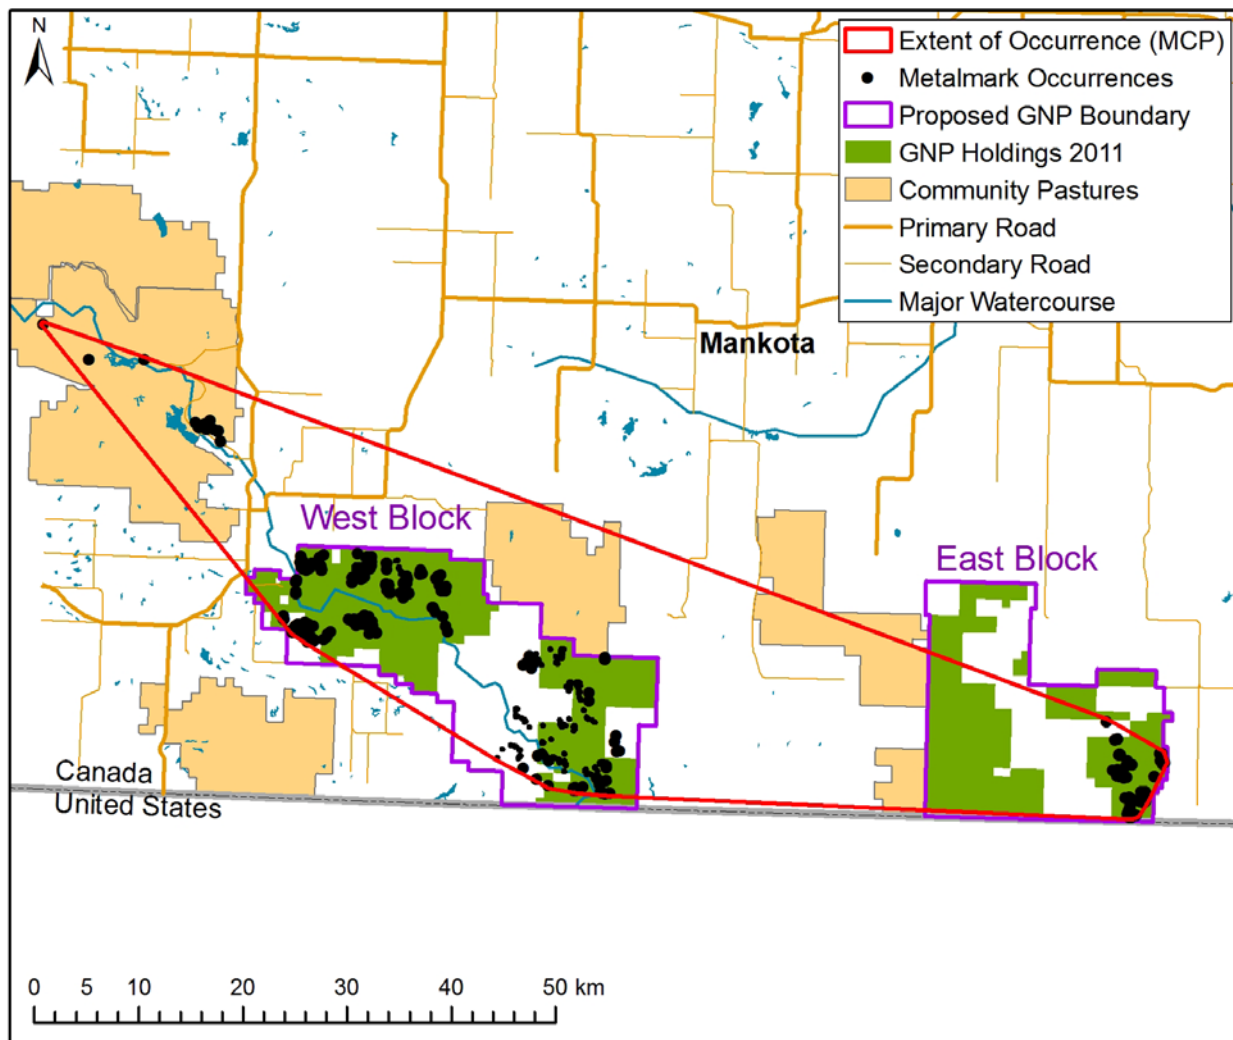 N
Extent of Occurrence (MCP)
Metalmark Occurrences
Proposed GNP Boundary
GNP Holdings 2011
Community Pastures
Primary Road
Secondary Road
Major Watercourse
Mankota
West Block
East Block
Canada
United States
0 5 10 20 30 40 50 km